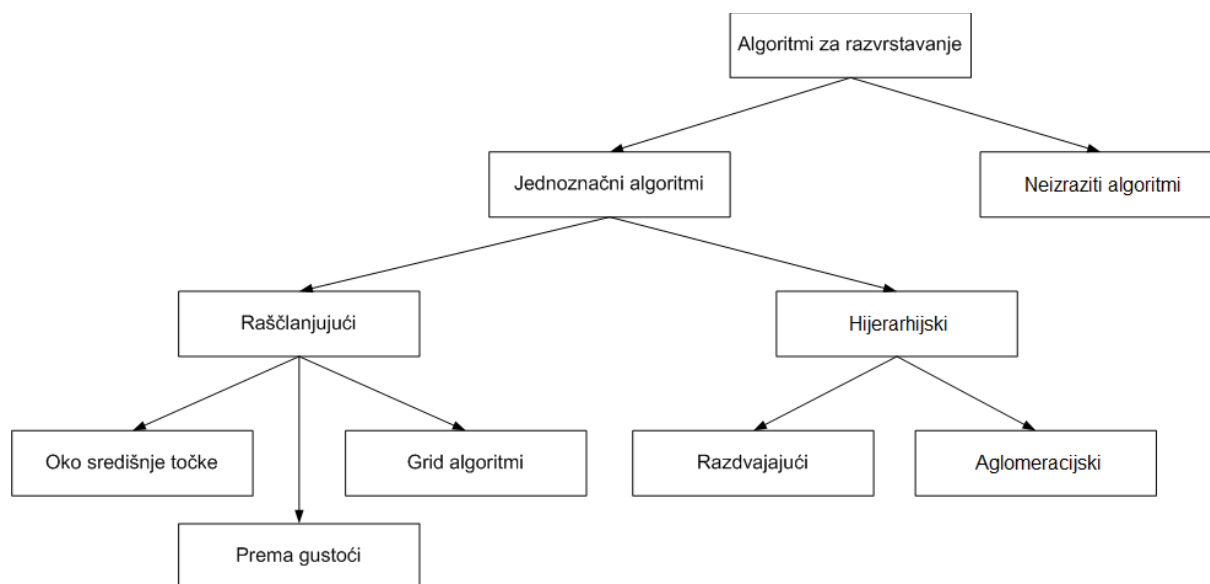 Algoritmi za razvrstavanje
Jednoznačni algoritmi
Neizraziti algoritmi
Raščlanjujući
Hijerarhijski
Oko središnje točke
Grid algoritmi
Razdvajajući
Aglomeracijski
Prema gustoći